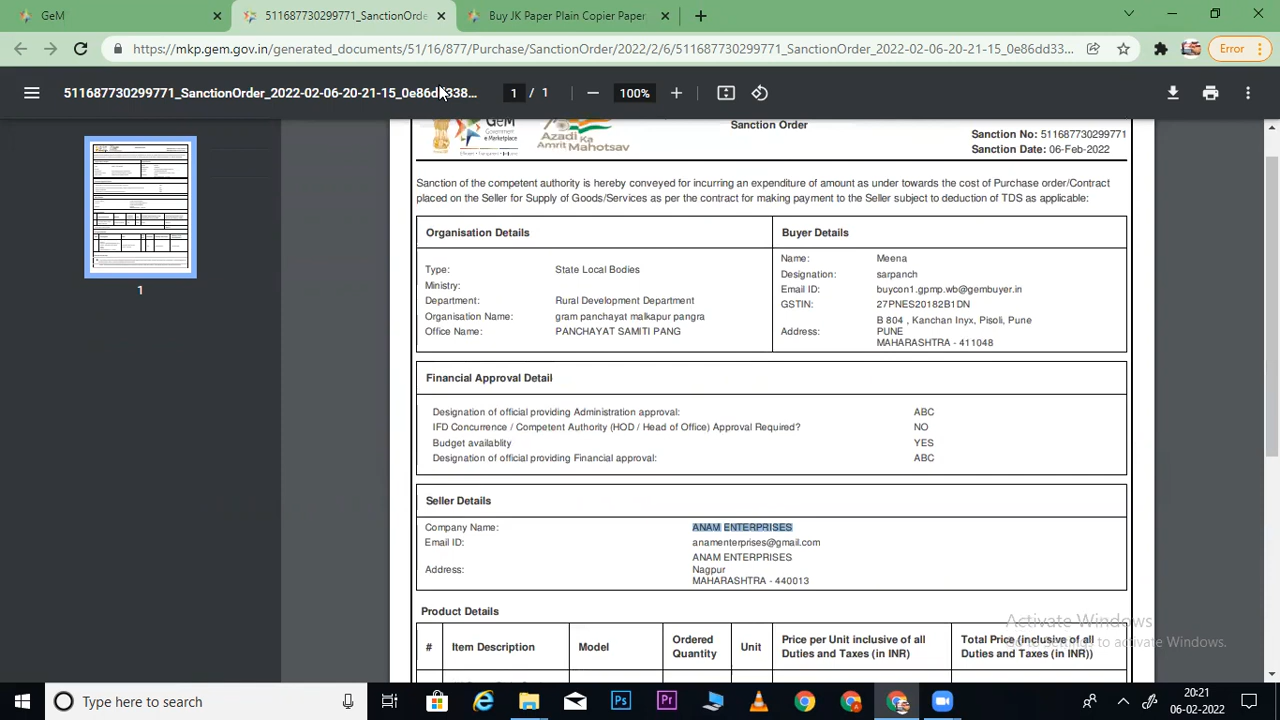 GeM
511687730299771_SanctionOrde
Buy JK Paper Plain Copier Paper
https://mkp.gem.gov.in/generated_documents/51/16/877/Purchase/SanctionOrder/2022/2/6/511687730299771_SanctionOrder_2022-02-06-20-21-15_0e86dd33...
Error
511687730299771_SanctionOrder_2022-02-06-20-21-15_0e86dd338...
1 / 1
100%
1
GeM
Government
e Marketplace
Azadi Ka
Amrit Mahotsav
Sanction Order
Sanction No: 511687730299771
Sanction Date: 06-Feb-2022
Sanction of the competent authority is hereby conveyed for incurring an expenditure of amount as under towards the cost of Purchase order/Contract
placed on the Seller for Supply of Goods/Services as per the contract for making payment to the Seller subject to deduction of TDS as applicable:
Organisation Details
Type: State Local Bodies
Ministry:
Department: Rural Development Department
Organisation Name: gram panchayat malkapur pangra
Office Name: PANCHAYAT SAMITI PANG
Buyer Details
Name: Meena
Designation: sarpanch
Email ID: buycon1.gpmp.wb@gembuyer.in
GSTIN: 27PNES20182B1DN
Address: B 804 , Kanchan Inyx, Pisoli, Pune
PUNE
MAHARASHTRA - 411048
Financial Approval Detail
Designation of official providing Administration approval: ABC
IFD Concurrence / Competent Authority (HOD / Head of Office) Approval Required? NO
Budget availablity YES
Designation of official providing Financial approval: ABC
Seller Details
Company Name: ANAM ENTERPRISES
Email ID: anamenterprises@gmail.com
Address: ANAM ENTERPRISES
Nagpur
MAHARASHTRA - 440013
Product Details
# Item Description Model Ordered Quantity Unit Price per Unit inclusive of all Duties and Taxes (in INR) Total Price (inclusive of all Duties and Taxes (in INR))
Activate Windows
Go to Settings to activate Windows.
Type here to search
20:21
06-02-2022